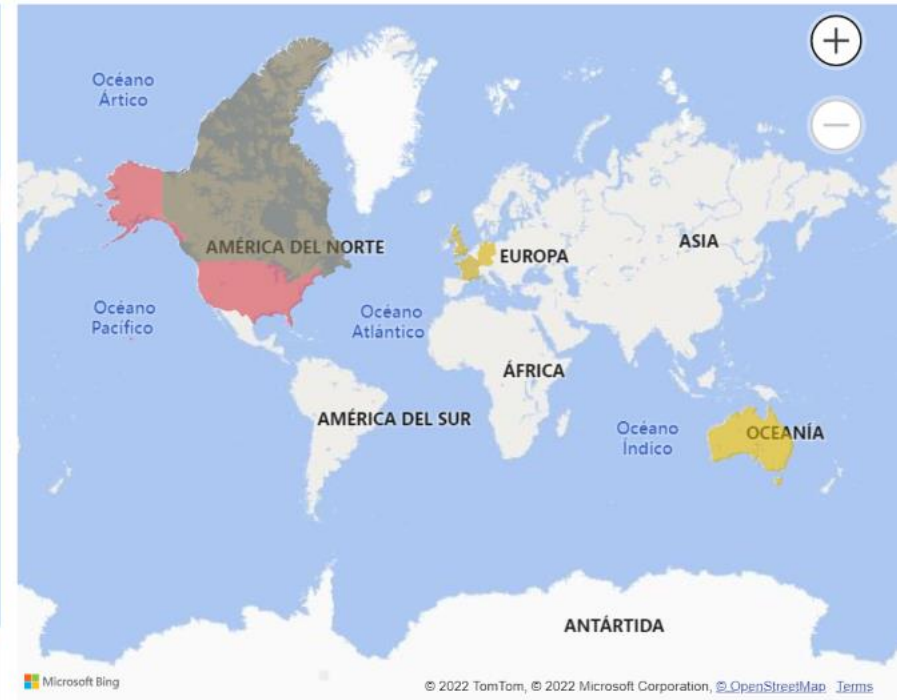 Océano
Ártico
AMÉRICA DEL NORTE
EUROPA
ASIA
Océano
Pacífico
Océano
Atlántico
ÁFRICA
AMÉRICA DEL SUR
Océano
Índico
OCEANÍA
ANTÁRTIDA
Microsoft Bing
© 2022 TomTom, © 2022 Microsoft Corporation, © OpenStreetMap Terms